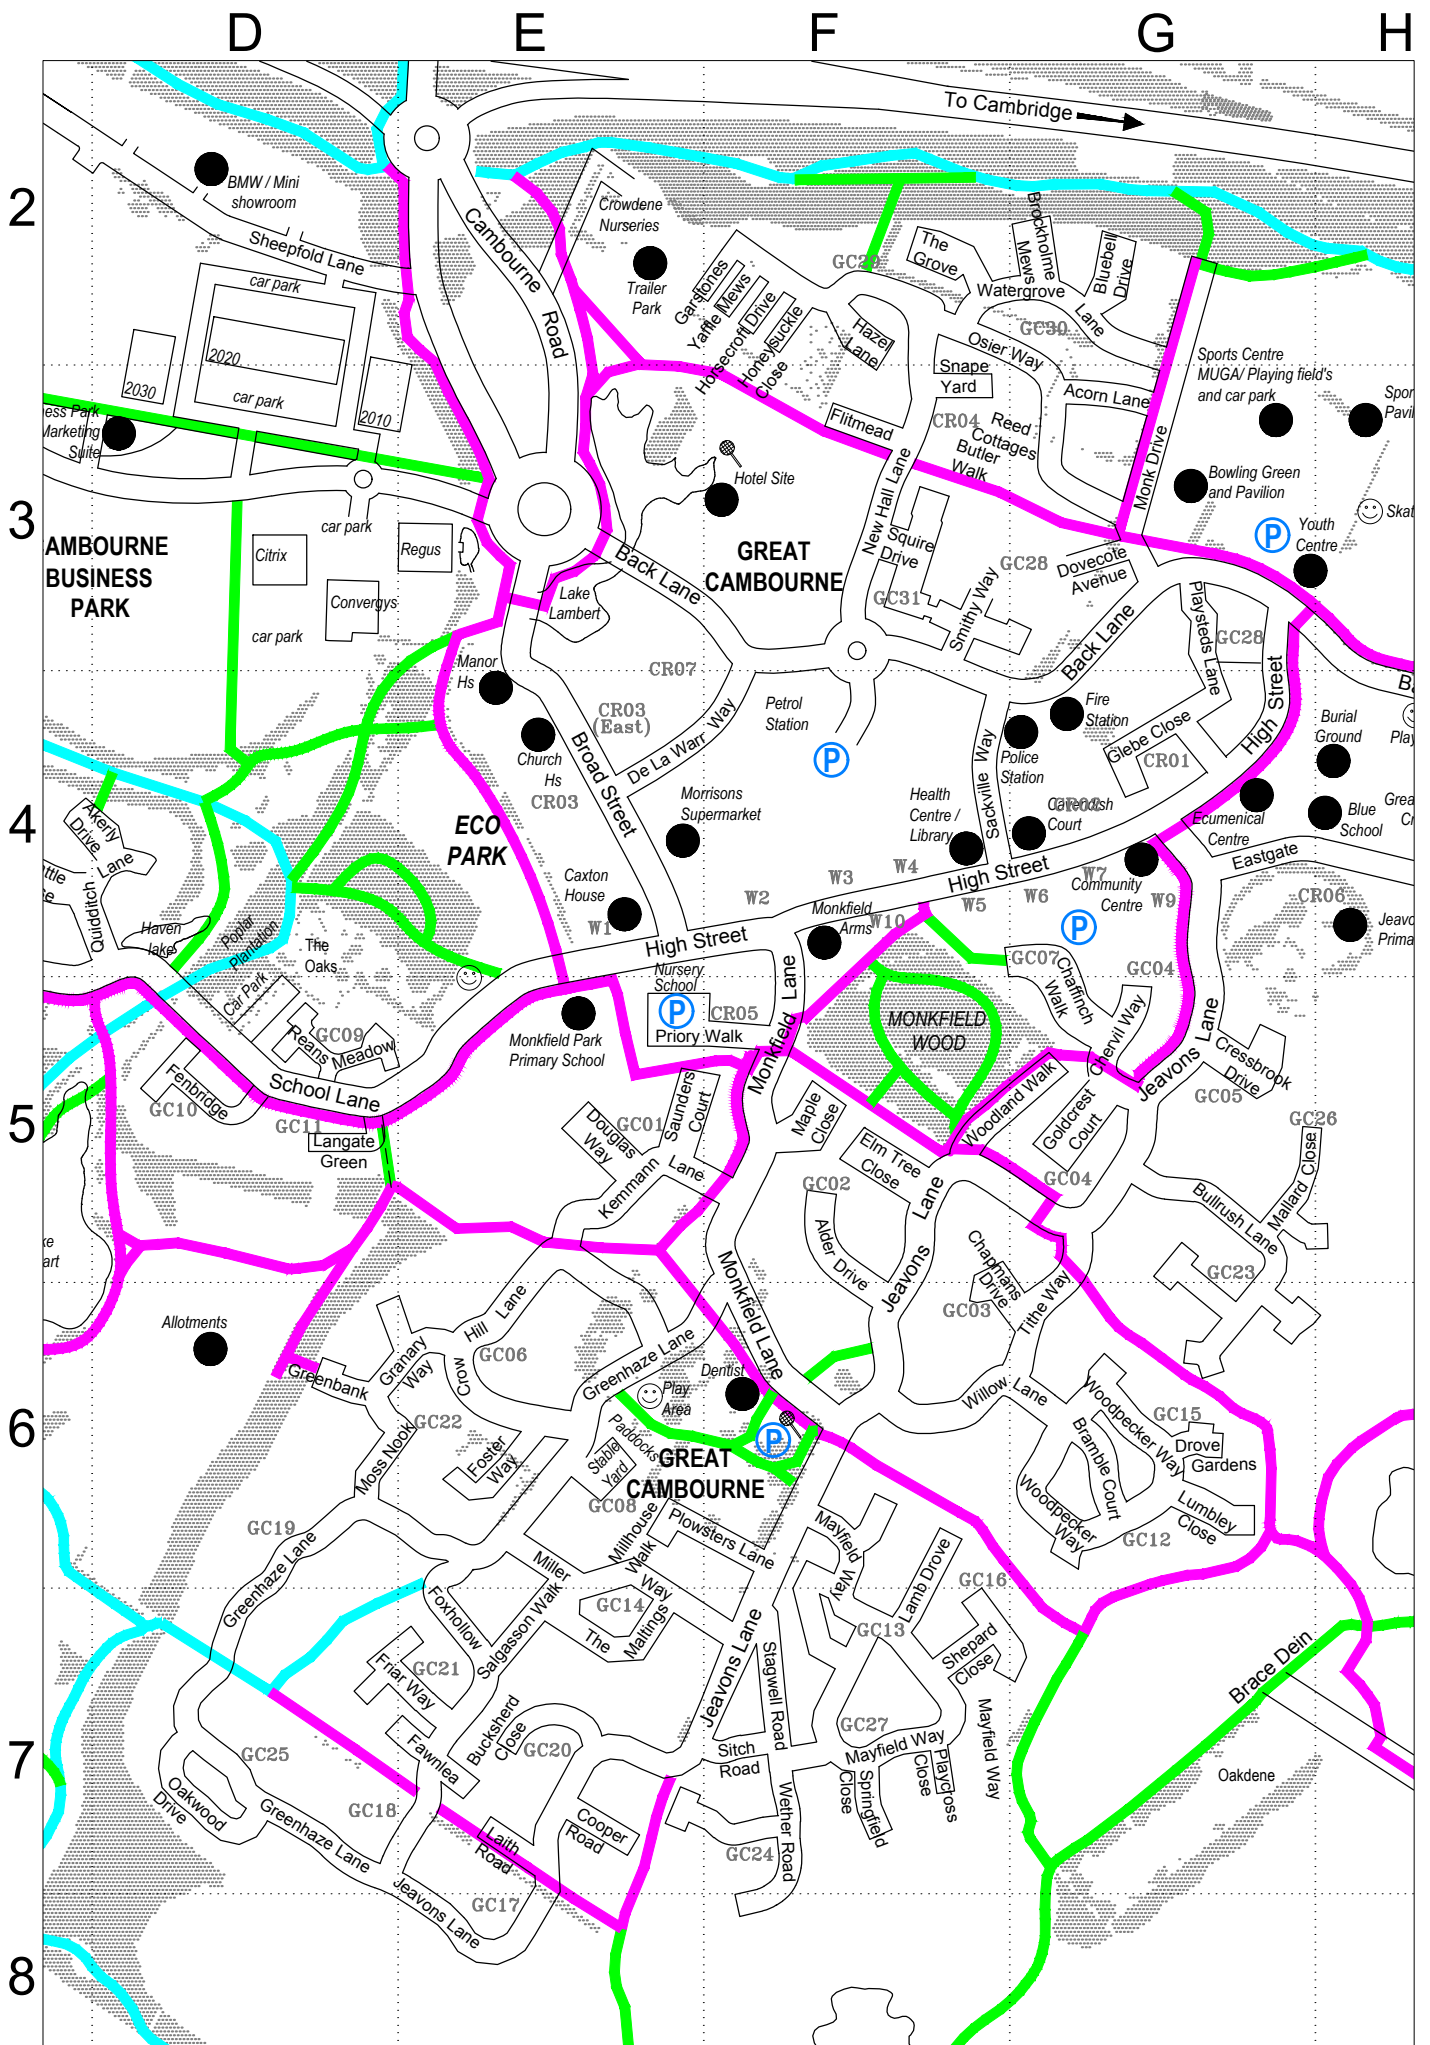 D
E
F
G
H
To Cambridge
2
BMW / Mini
showroom
Sheepfold Lane
Cambourne
Road
Crowdene
Nurseries
Trailer
Park
Garstones
Yaffle Mews
Horsecroft Drive
Honeysuckle
Close
GC29
The
Grove
Brockholme
Mews
Bluebell
Drive
Watergrove
Lane
GC30
Hazel
Lane
Osier Way
Snape
Yard
Acorn Lane
Sports Centre
MUGA/ Playing field's
and car park
car park
2020
2030
car park
2010
ess Park
Marketing
Suite
Flitmead
GC04
CR04
Reed
Cottages
Butler
Walk
Monk Drive
Bowling Green
and Pavilion
Spor
Pavil
Hotel Site
3
car park
Citrix
Regus
Convergys
car park
AMBOURNE
BUSINESS
PARK
Back Lane
Lake
Lambert
GREAT
CAMBOURNE
New Hall Lane
Squire
Drive
GC31
Smithy Way
GC28
Dovecote
Avenue
Youth
Centre
P
Skat
Playsteds Lane
GC28
Back Lane
High Street
Manor
Hs
CR07
CR03
(East)
De La Warr Way
Petrol
Station
P
Church
Hs
CR03
Broad Street
Sackville Way
Fire
Station
Police
Station
Glebe Close
CR01
Burial
Ground
Ba
Play
4
Akerly
Drive
Lane
ttle
e
Quidditch
ECO
PARK
Morrisons
Supermarket
Health
Centre /
Library
Cavendish
Court
CR02
Ecumenical
Centre
Blue
School
Grea
C
Eastgate
Haven
lake
Poplar
Plantation
The
Oaks
Car Park
Caxton
House
W1
W2
W3
W4
High Street
W5
W6
W7
Community
Centre
W9
P
CR06
Jeavo
Prima
High Street
Monkfield
Arms
W10
Nursery
School
P
CR05
Priory Walk
Monkfield Lane
MONKFIELD
WOOD
GC07
Chaffinch
Walk
GC04
Chervil Way
Jeavons Lane
Monkfield Park
Primary School
GC09
Reans
Meadow
School Lane
Fenbridge
GC10
GC11
Langate
Green
5
Cressbrook
Drive
GC05
GC26
Saunders
Court
GC01
Douglas
Way
Kemmann
Lane
Maple
Close
Elm Tree
Close
Woodland Walk
Goldcrest
Court
GC04
GC02
Alder Drive
Jeavons
Lane
Chapmans
Drive
GC03
Tithe Way
Bullrush Lane
Mallard Close
GC23
ke
art
Monkfield Lane
Allotments
Greenbank
Granary
Way
Hill
Lane
Crow
GC06
Greenhaze Lane
Dentist
Play
Area
Willow
Lane
6
GC22
Moss Nook
Foster
Way
Paddocks
Stable
Yard
P
GREAT
CAMBOURNE
Woodpecker Way
GC15
Drove
Gardens
Bramble Court
Woodpecker
Way
Lumbley
Close
GC12
GC08
Millhouse
Walk
Plowsters Lane
Mayfield
Way
Lamb Drove
GC16
GC19
Greenhaze Lane
Miller
Way
Foxhollow
Salgasson Walk
GC14
The
Maltings
GC13
Shepard
Close
Friar Way
GC21
Jeavons Lane
Stagwell Road
Brace Dein
7
Bucksherd
Close
GC20
Fawnlea
GC25
Oakwood
Drive
Greenhaze Lane
GC18
Sitch
Road
GC27
Mayfield Way
Springfield
Close
Playcross
Close
Mayfield Way
Oakdene
Cooper
Road
Laith
Road
Wether Road
GC24
Jeavons Lane
GC17
8